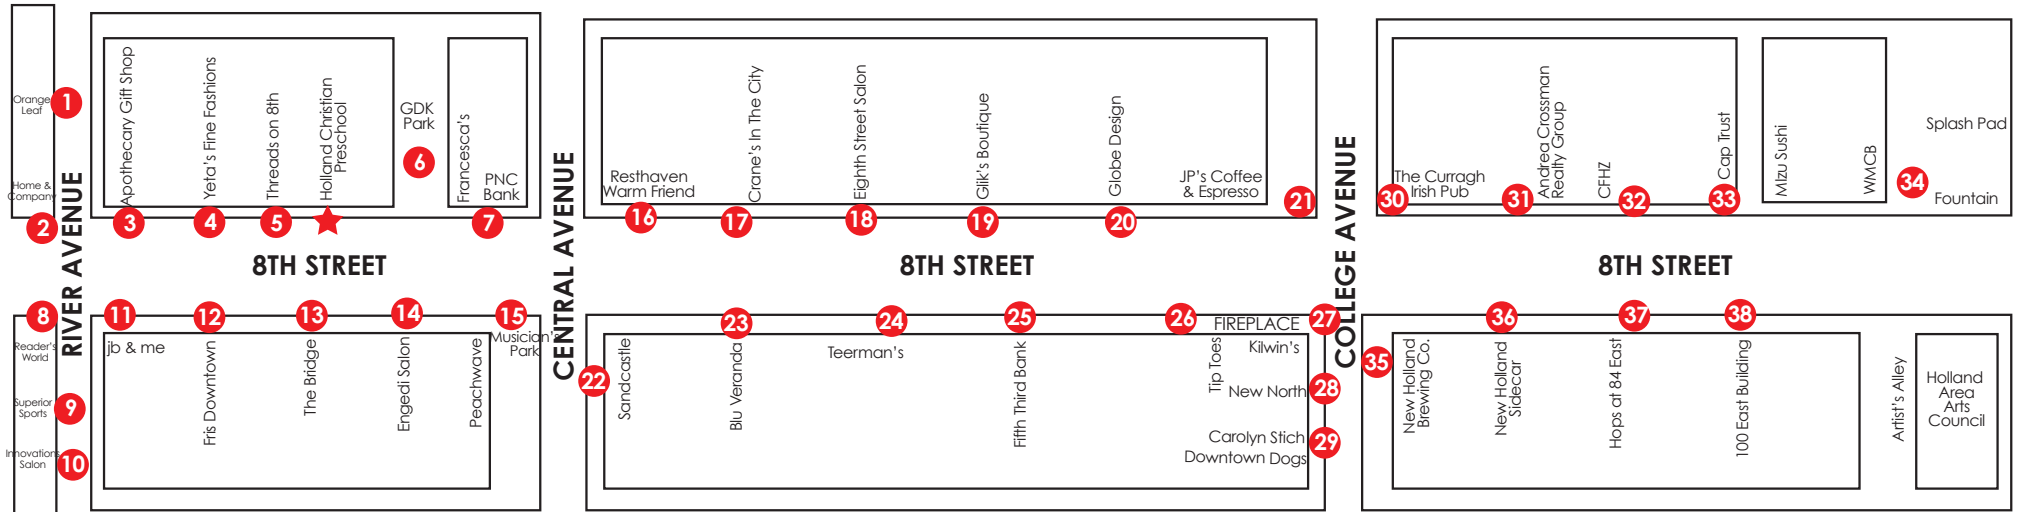 Orange
Leaf
1
Home &
Company
2
RIVER AVENUE
Apothecary Gift Shop
3
Yeta's Fine Fashions
4
Threads on 8th
5
Holland Christian
Preschool
GDK
Park
6
Francesca's
PNC
Bank
7
8TH STREET
CENTRAL AVENUE
Resthaven
Warm Friend
16
Crane's In The City
17
Eighth Street Salon
18
Glik's Boutique
19
Globe Design
20
JP's Coffee
& Espresso
21
8TH STREET
COLLEGE AVENUE
The Curragh
Irish Pub
30
31
Andrea Crossman
Realty Group
CFHZ
32
Cap Trust
33
MIzu Sushi
WMCB
34
Splash Pad
Fountain
8TH STREET
8
Reader's
World
Superior
Sports
9
Innovations
Salon
10
11
jb & me
12
Fris Downtown
13
The Bridge
14
Engedi Salon
Peachwave
15
Musician's
Park
22
Sandcastle
23
Blu Veranda
24
Teerman's
25
Fifth Third Bank
26
Tip Toes
FIREPLACE
27
Kilwin's
New North
28
Carolyn Stich
29
Downtown Dogs
35
New Holland
Brewing Co.
36
New Holland
Sidecar
37
Hops at 84 East
38
100 East Building
Artist's Alley
Holland
Area
Arts
Council